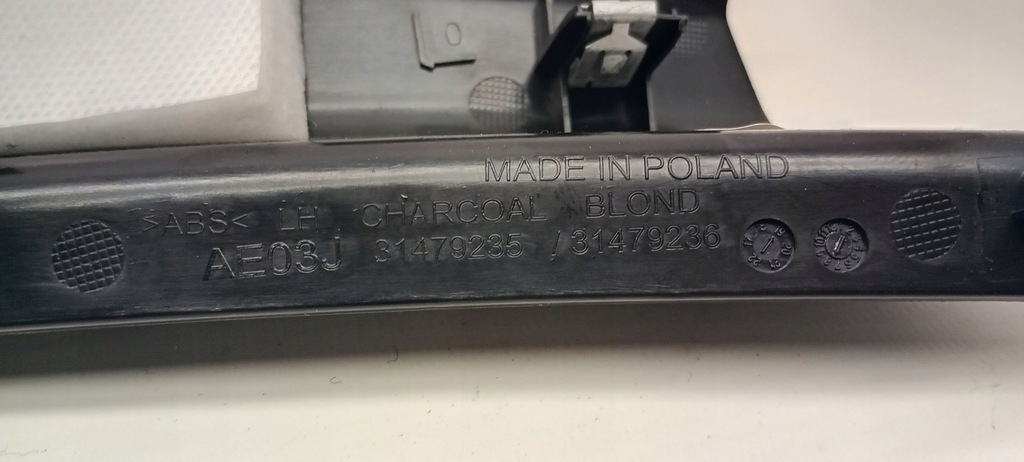 MADE IN POLAND
>ABS< LH CHARCOAL BLOND
AE03J 31479235 / 31479236